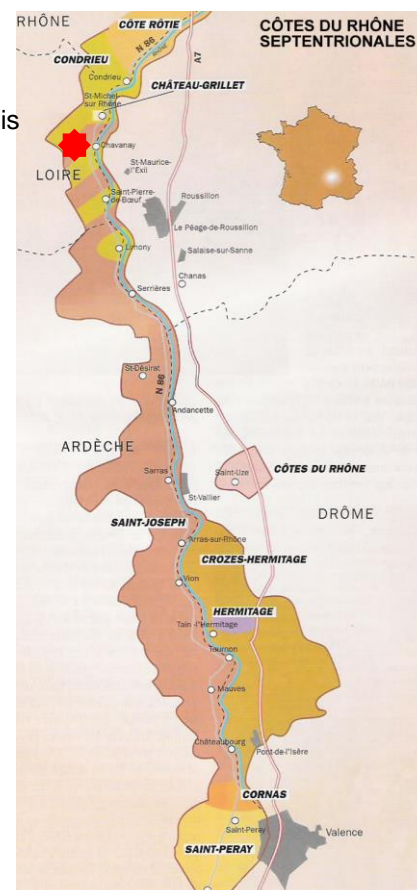 RHÔNE
CÔTE RÔTIE
CÔTES DU RHÔNE
SEPTENTRIONALES
N 86
A7
CONDRIEU
Condrieu
CHÂTEAU-GRILLET
St-Michel
sur Rhône
is
Chavanay
LOIRE
St-Maurice-
l'Exil
Saint-Pierre-
de-Bœuf
Roussillon
Le Péage-de-Roussillon
Limony
Salaise-sur-Sanne
Chanas
Serrières
St-Désirat
N 86
Andancette
ARDÈCHE
Sarras
St-Vallier
Saint-Uze
CÔTES DU RHÔNE
DRÔME
SAINT-JOSEPH
Arras-sur-Rhône
CROZES-HERMITAGE
Vion
HERMITAGE
Tain-l'Hermitage
Tournon
Mauves
Châteaubourg
Pont-de-l'Isère
CORNAS
Saint-Peray
Valence
SAINT-PERAY